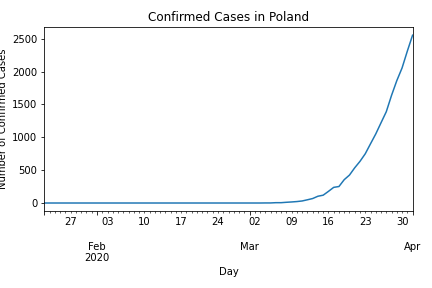 Confirmed Cases in Poland
Number of Confirmed Cases
2500
2000
1500
1000
500
0
27 03 10 17 24 02 09 16 23 30
Feb Mar Apr
2020
Day